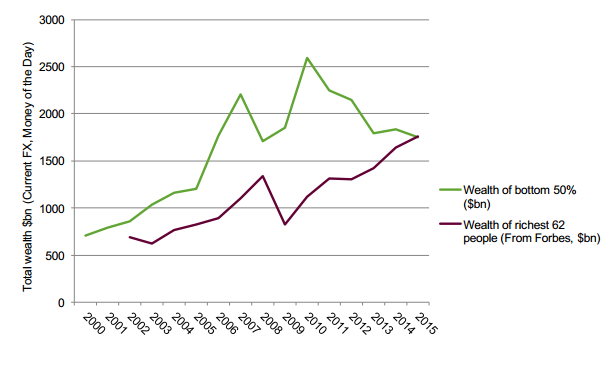 Total wealth $bn (Current FX, Money of the Day)
3000
2500
2000
1500
1000
500
0
2000 2001 2002 2003 2004 2005 2006 2007 2008 2009 2010 2011 2012 2013 2014 2015
Wealth of bottom 50%
($bn)
Wealth of richest 62
people (From Forbes, $bn)